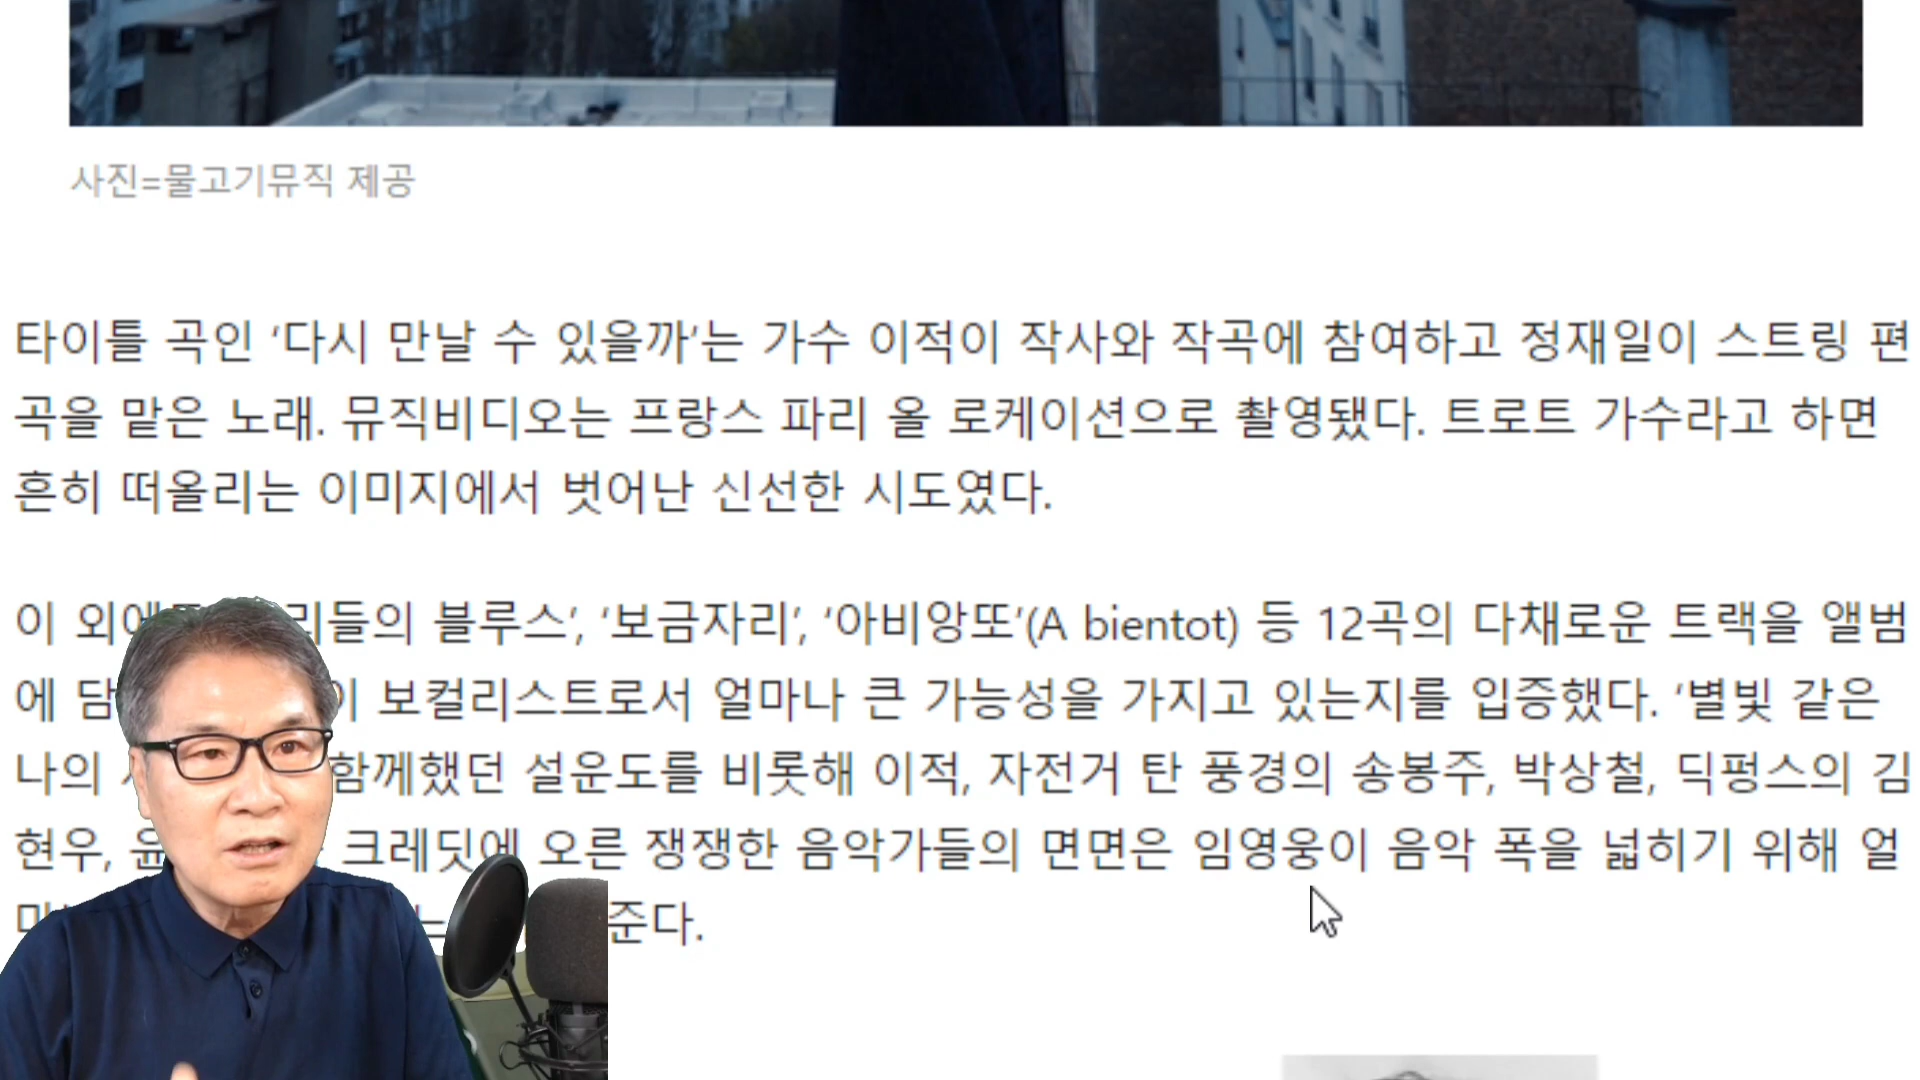 사진=물고기뮤직 제공
타이틀 곡인 ‘다시 만날 수 있을까’는 가수 이적이 작사와 작곡에 참여하고 정재일이 스트링 편
곡을 맡은 노래. 뮤직비디오는 프랑스 파리 올 로케이션으로 촬영됐다. 트로트 가수라고 하면
흔히 떠올리는 이미지에서 벗어난 신선한 시도였다.
이 블루스’, ‘보금자리’, ‘아비앙또’(A bientot) 등 12곡의 다채로운 트랙을 앨범
에 보컬리스트로서 얼마나 큰 가능성을 가지고 있는지를 입증했다. ‘별빛 같은
나의 함께했던 설운도를 비롯해 이적, 자전거 탄 풍경의 송봉주, 박상철, 딕펑스의 김
현우, 크레딧에 오른 쟁쟁한 음악가들의 면면은 임영웅이 음악 폭을 넓히기 위해 얼
준다.